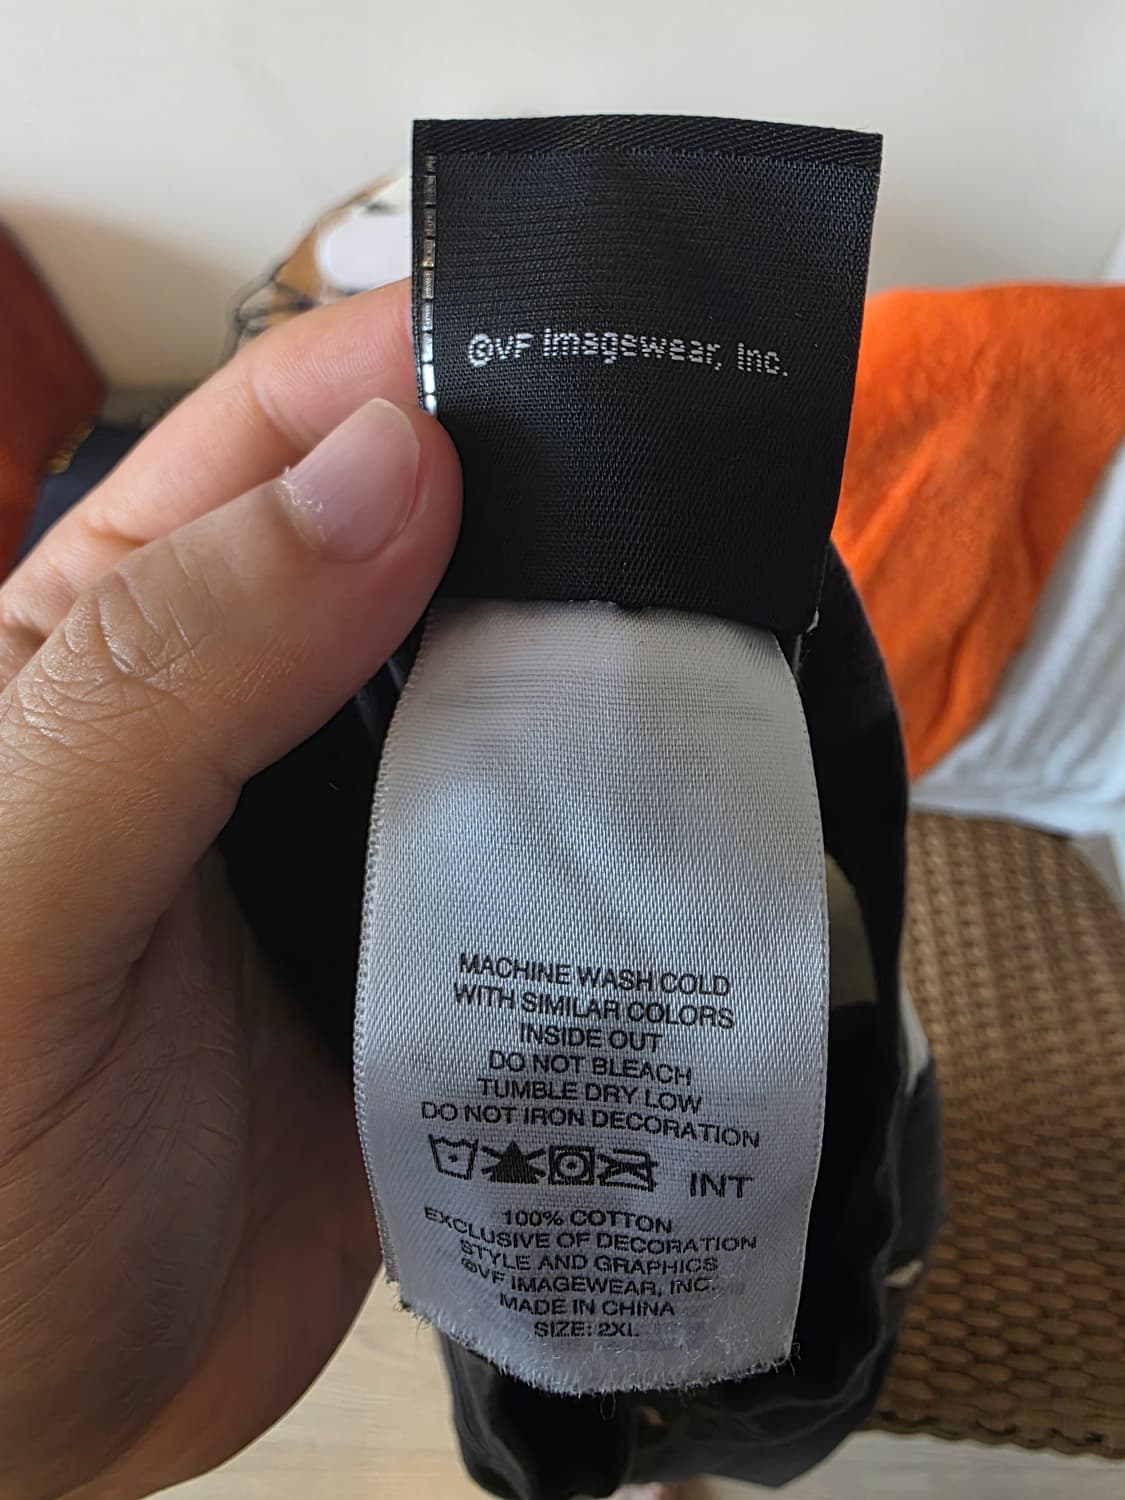 ©VF Imagewear, Inc.
MACHINE WASH COLD
WITH SIMILAR COLORS
INSIDE OUT
DO NOT BLEACH
TUMBLE DRY LOW
DO NOT IRON DECORATION
INT
100% COTTON
EXCLUSIVE OF DECORATION
STYLE AND GRAPHICS
©VF IMAGEWEAR, INC.
MADE IN CHINA
SIZE: 2XL